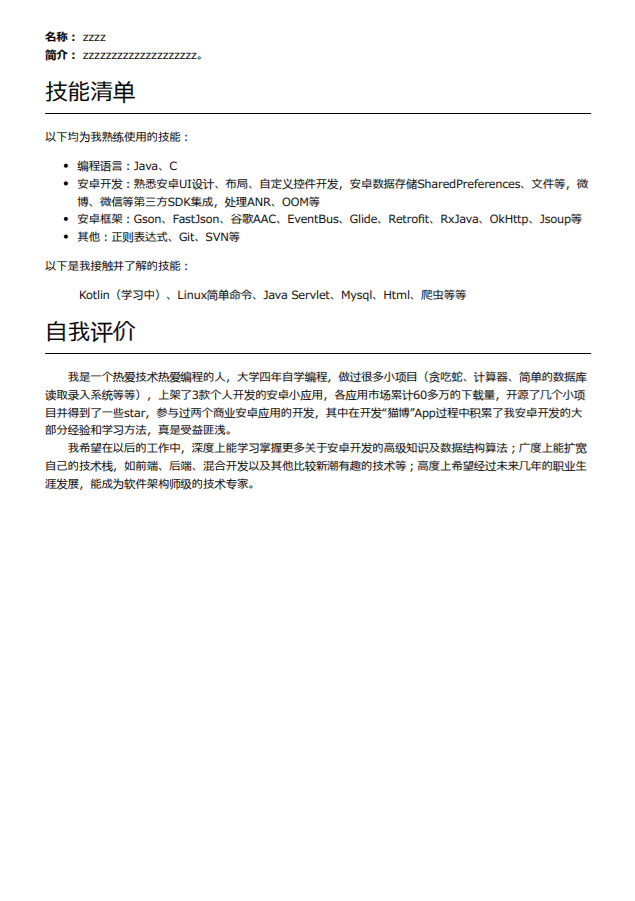 名称： zzzz
简介： zzzzzzzzzzzzzzzzzzzz。
技能清单
以下均为我熟练使用的技能：
• 编程语言：Java、C
• 安卓开发：熟悉安卓UI设计、布局、自定义控件开发，安卓数据存储SharedPreferences、文件等，微
博、微信等第三方SDK集成，处理ANR、OOM等
• 安卓框架：Gson、FastJson、谷歌AAC、EventBus、Glide、Retrofit、RxJava、OkHttp、Jsoup等
• 其他：正则表达式、Git、SVN等
以下是我接触并了解的技能：
Kotlin（学习中）、Linux简单命令、Java Servlet、Mysql、Html、爬虫等等
自我评价
我是一个热爱技术热爱编程的人，大学四年自学编程，做过很多小项目（贪吃蛇、计算器、简单的数据库
读取录入系统等等），上架了3款个人开发的安卓小应用，各应用市场累计60多万的下载量，开源了几个小项
目并得到了一些star，参与过两个商业安卓应用的开发，其中在开发“猫博”App过程中积累了我安卓开发的大
部分经验和学习方法，真是受益匪浅。
我希望在以后的工作中，深度上能学习掌握更多关于安卓开发的高级知识及数据结构算法；广度上能扩宽
自己的技术栈，如前端、后端、混合开发以及其他比较新潮有趣的技术等；高度上希望经过未来几年的职业生
涯发展，能成为软件架构师级的技术专家。